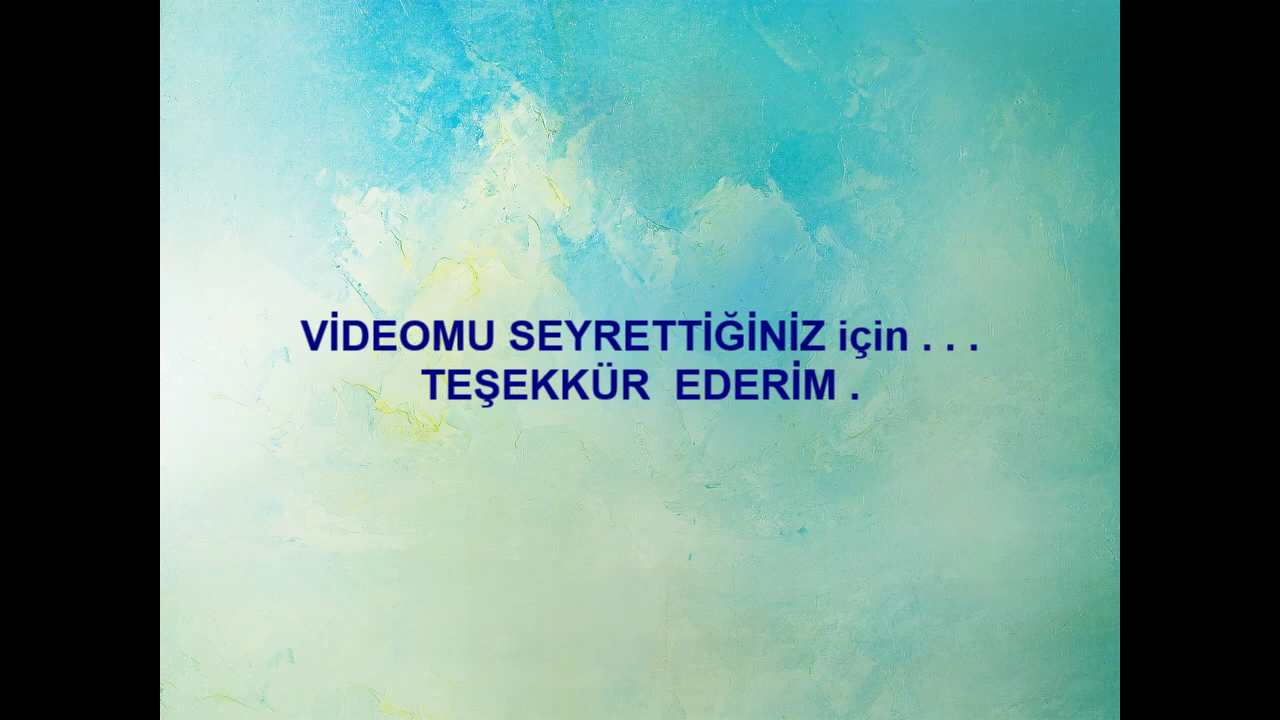 VİDEOMU SEYRETTİĞİNİZ için . . .
TEŞEKKÜR  EDERİM .